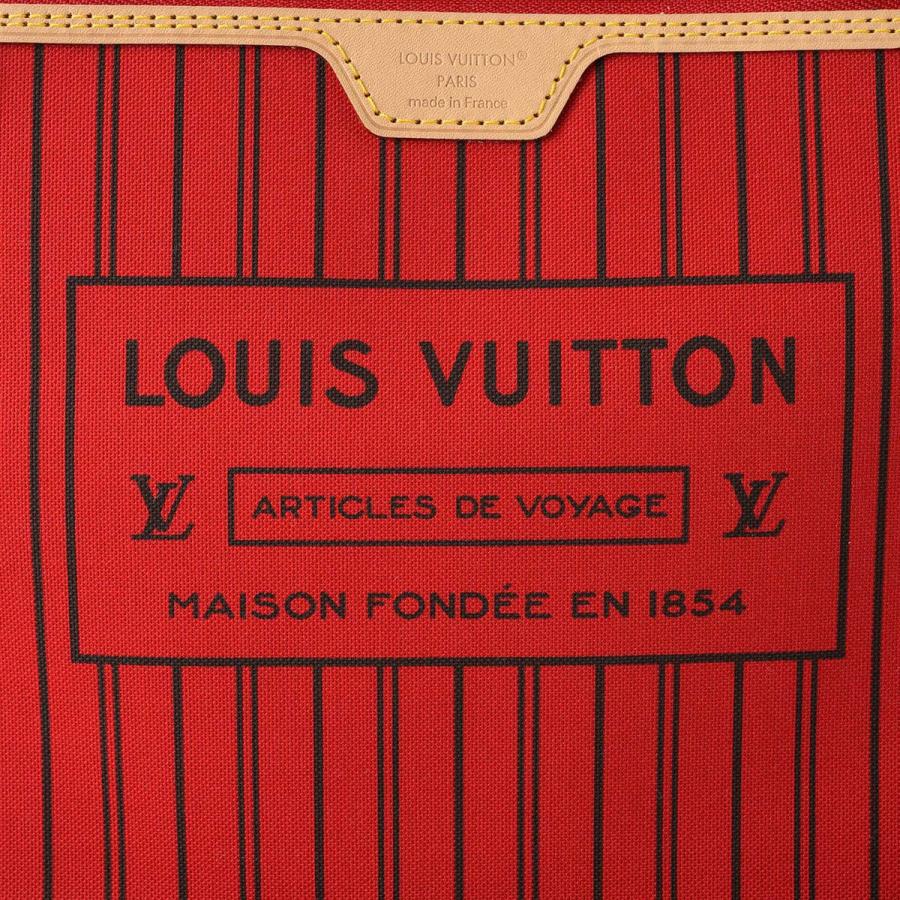 LOUIS VUITTON®
PARIS
made in France
LOUIS VUITTON
LV ARTICLES DE VOYAGE LV
MAISON FONDÉE EN 1854